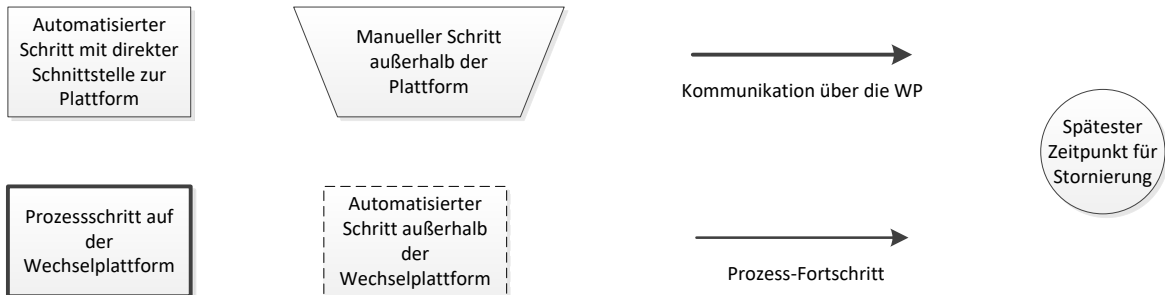 Automatisierter
Schritt mit direkter
Schnittstelle zur
Plattform
Manueller Schritt
außerhalb der
Plattform
Kommunikation über die WP
Spätester
Zeitpunkt für
Stornierung
Prozessschritt auf
der
Wechselplattform
Automatisierter
Schritt außerhalb
der
Wechselplattform
Prozess-Fortschritt